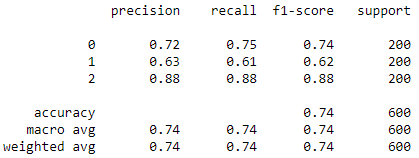 precision recall f1-score support
0 0.72 0.75 0.74 200
1 0.63 0.61 0.62 200
2 0.88 0.88 0.88 200
accuracy 0.74 600
macro avg 0.74 0.74 0.74 600
weighted avg 0.74 0.74 0.74 600